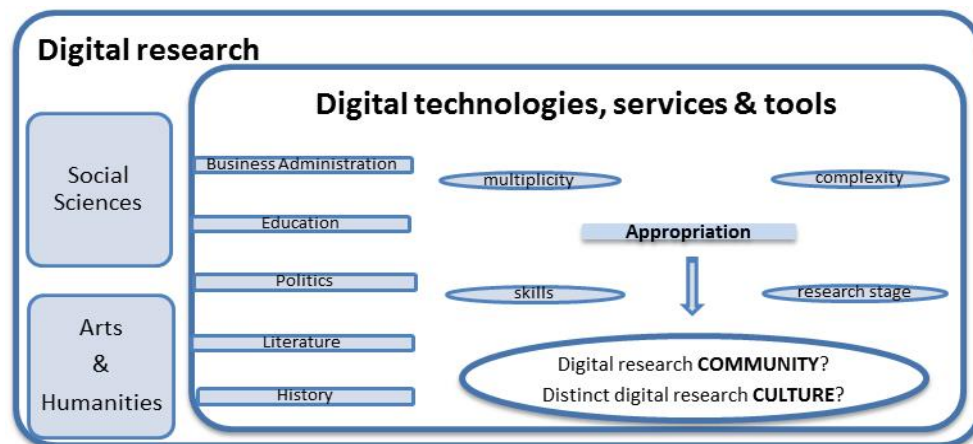 Digital research
Digital technologies, services & tools
Social
Sciences
Arts
&
Humanities
Business Administration
Education
Politics
Literature
History
multiplicity
complexity
Appropriation
skills
research stage
Digital research COMMUNITY?
Distinct digital research CULTURE?